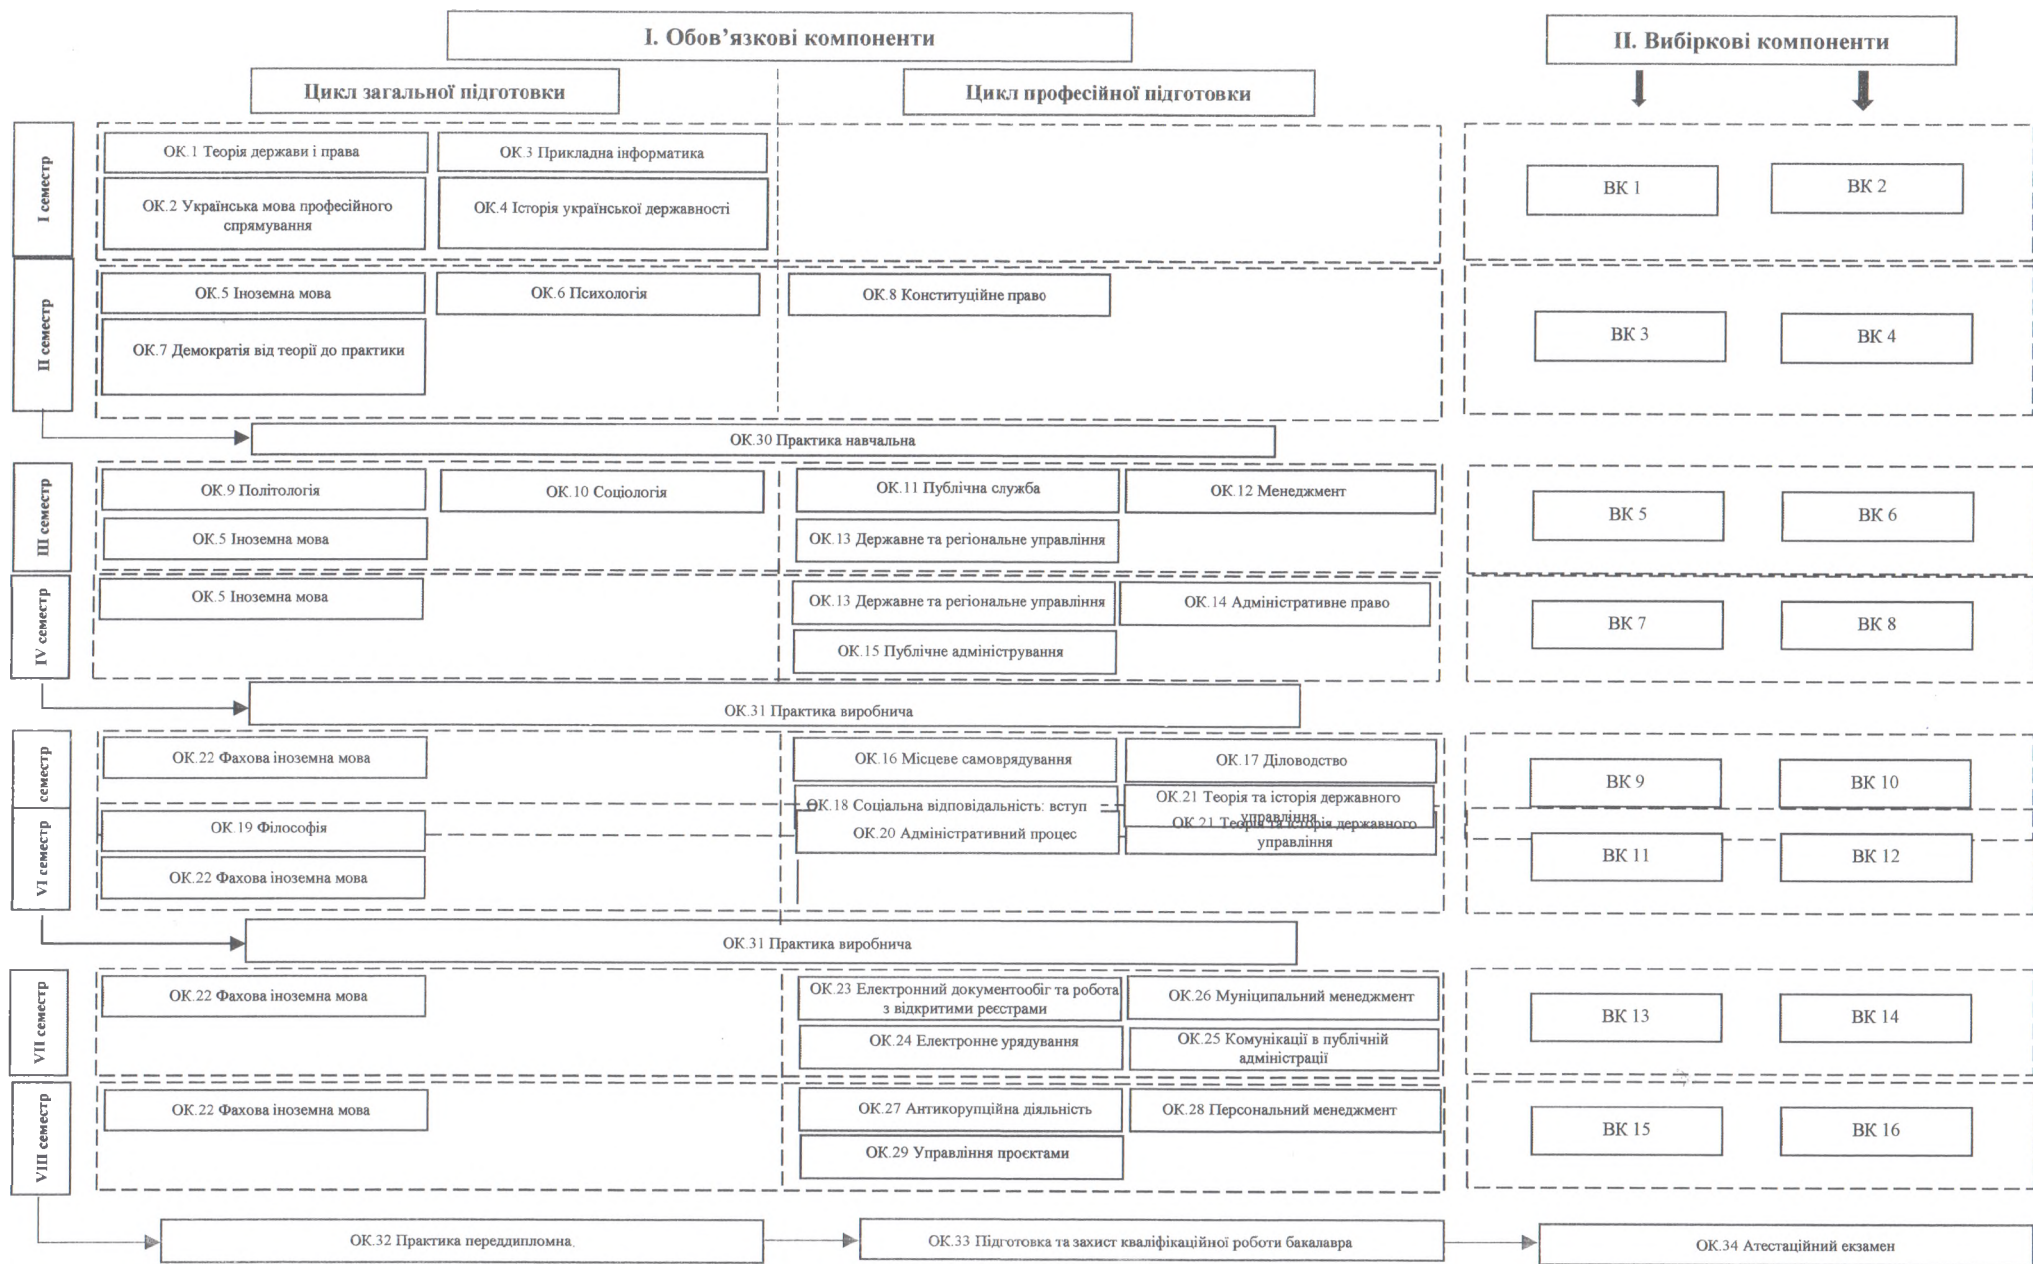 І. Обов’язкові компоненти
ІІ. Вибіркові компоненти
Цикл загальної підготовки
Цикл професійної підготовки
І семестр
ОК.1 Теорія держави і права
ОК.3 Прикладна інформатика
ОК.2 Українська мова професійного
спрямування
ОК.4 Історія української державності
ВК 1
ВК 2
ІІ семестр
ОК.5 Іноземна мова
ОК.6 Психологія
ОК.8 Конституційне право
ОК.7 Демократія від теорії до практики
ВК 3
ВК 4
ОК.30 Практика навчальна
ІІІ семестр
ОК.9 Політологія
ОК.10 Соціологія
ОК.11 Публічна служба
ОК.12 Менеджмент
ОК.5 Іноземна мова
ОК.13 Державне та регіональне управління
ВК 5
ВК 6
IV семестр
ОК.5 Іноземна мова
ОК.13 Державне та регіональне управління
ОК.14 Адміністративне право
ОК.15 Публічне адміністрування
ВК 7
ВК 8
ОК.31 Практика виробнича
семестр
ОК.22 Фахова іноземна мова
ОК.16 Місцеве самоврядування
ОК.17 Діловодство
ОК.18 Соціальна відповідальність: вступ
ОК.21 Теорія та історія державного
управління
ВК 9
ВК 10
VI семестр
ОК.19 Філософія
ОК.20 Адміністративний процес
ОК.21 Теорія та історія державного
управління
ОК.22 Фахова іноземна мова
ВК 11
ВК 12
ОК.31 Практика виробнича
VII семестр
ОК.22 Фахова іноземна мова
ОК.23 Електронний документообіг та робота
з відкритими реєстрами
ОК.26 Муніципальний менеджмент
ОК.24 Електронне урядування
ОК.25 Комунікації в публічній
адміністрації
ВК 13
ВК 14
VIII семестр
ОК.22 Фахова іноземна мова
ОК.27 Антикорупційна діяльність
ОК.28 Персональний менеджмент
ОК.29 Управління проєктами
ВК 15
ВК 16
ОК.32 Практика переддипломна
ОК.33 Підготовка та захист кваліфікаційної роботи бакалавра
ОК.34 Атестаційний екзамен